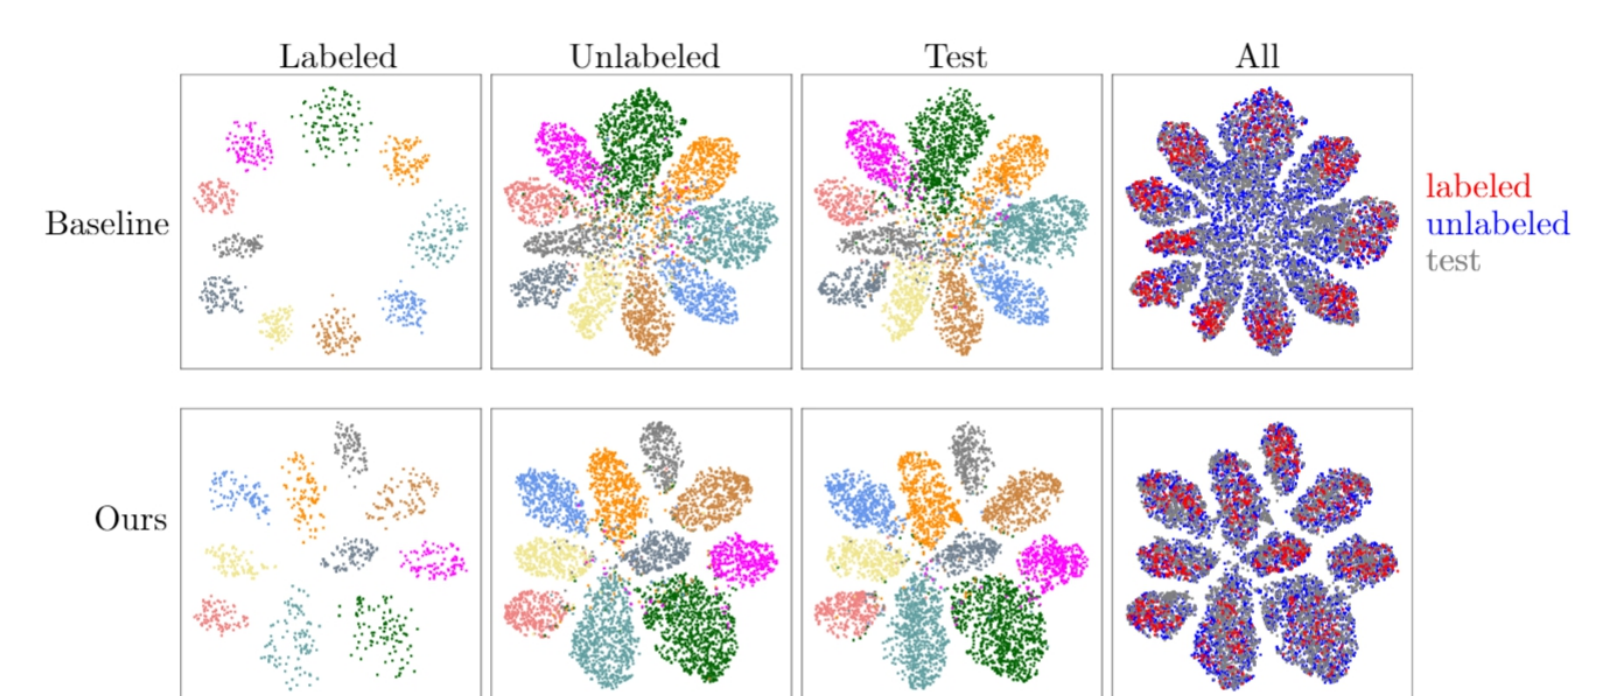 Labeled
Unlabeled
Test
All
Baseline
labeled
unlabeled
test
Ours